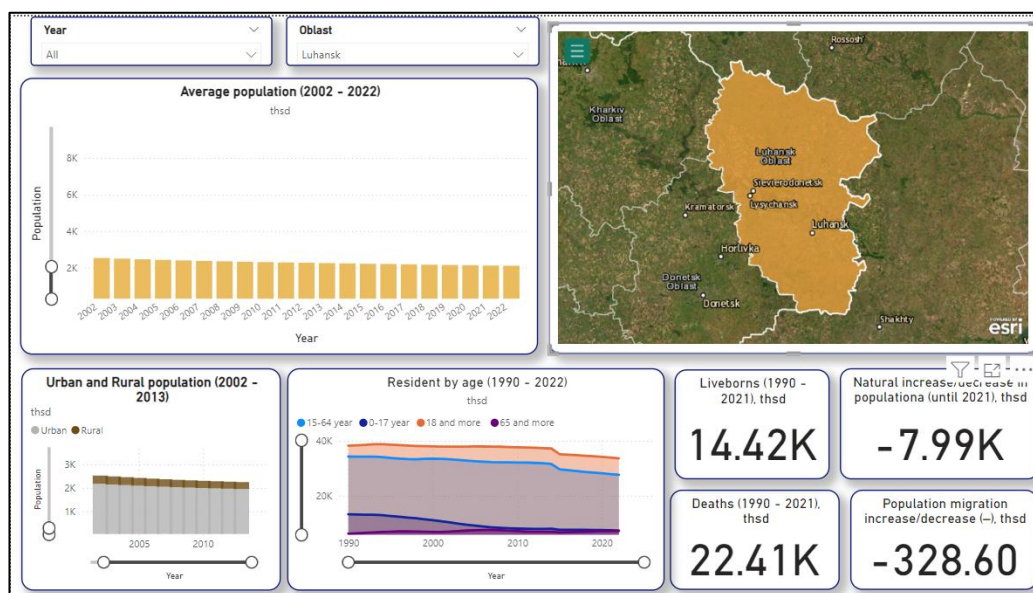 Year
All
Oblast
Luhansk
Average population (2002 - 2022)
thsd
Population
8K
6K
4K
2K
2002
2003
2004
2005
2006
2007
2008
2009
2010
2011
2012
2013
2014
2015
2016
2017
2018
2019
2020
2021
2022
Year
Rossosh
Kharkiv
Oblast
Luhansk
Oblast
Sievierodonetsk
Lysychansk
Kramatorsk
Luhansk
Horlivka
Donetsk
Oblast
Donetsk
Shakhty
POWERED BY
esri
Urban and Rural population (2002 -
2013)
thsd
Urban
Rural
Population
3K
2K
1K
2005
2010
Year
Resident by age (1990 - 2022)
thsd
15-64 year
0-17 year
18 and more
65 and more
40K
20K
1990
2000
2010
2020
Year
Liveborns (1990 -
2021), thsd
14.42K
Natural increase/decrease in
populationa (until 2021), thsd
-7.99K
Deaths (1990 - 2021),
thsd
22.41K
Population migration
increase/decrease (–), thsd
-328.60